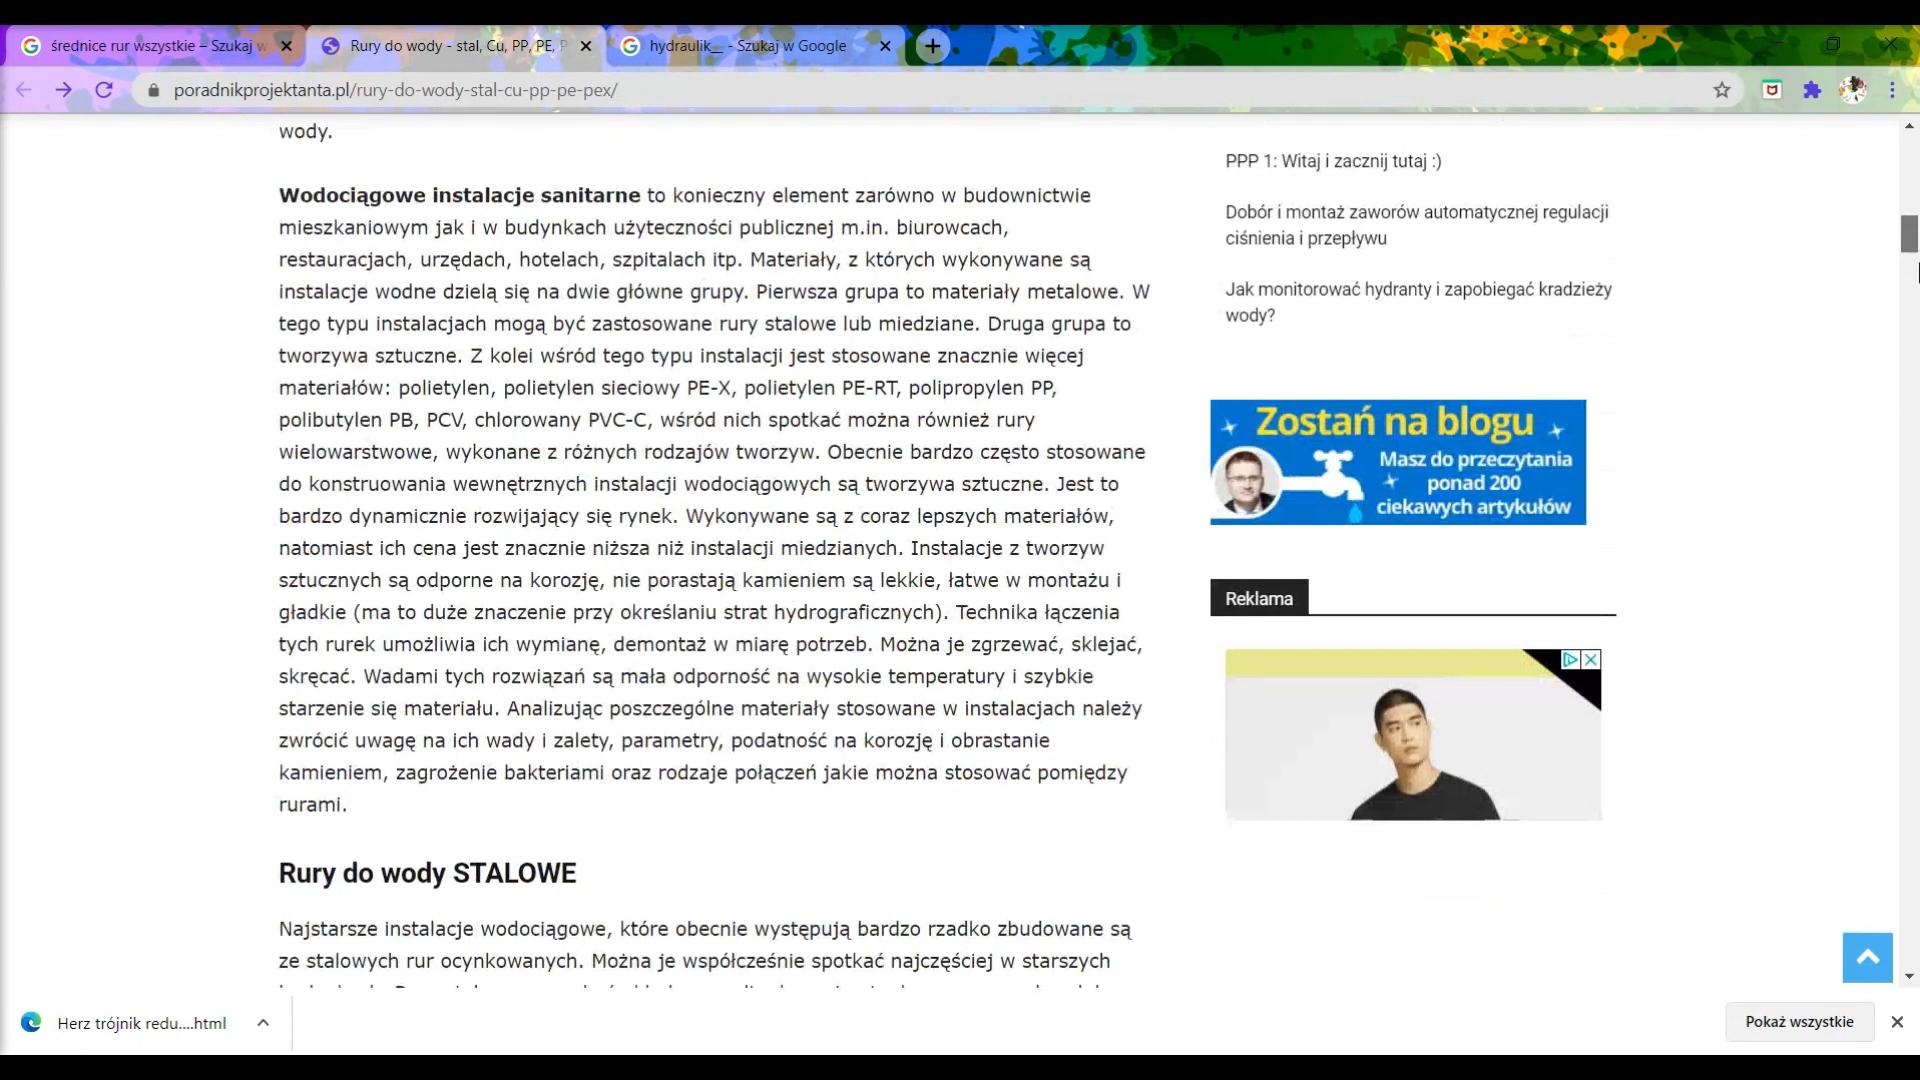 średnice rur wszystkie – Szukaj w
Rury do wody - stal, Cu, PP, PE, P
hydraulik__ - Szukaj w Google
poradnikprojektanta.pl/rury-do-wody-stal-cu-pp-pe-pex/
wody.
Wodociągowe instalacje sanitarne to konieczny element zarówno w budownictwie
mieszkaniowym jak i w budynkach użyteczności publicznej m.in. biurowcach,
restauracjach, urzędach, hotelach, szpitalach itp. Materiały, z których wykonywane są
instalacje wodne dzielą się na dwie główne grupy. Pierwsza grupa to materiały metalowe. W
tego typu instalacjach mogą być zastosowane rury stalowe lub miedziane. Druga grupa to
tworzywa sztuczne. Z kolei wśród tego typu instalacji jest stosowane znacznie więcej
materiałów: polietylen, polietylen sieciowy PE-X, polietylen PE-RT, polipropylen PP,
polibutylen PB, PCV, chlorowany PVC-C, wśród nich spotkać można również rury
wielowarstwowe, wykonane z różnych rodzajów tworzyw. Obecnie bardzo często stosowane
do konstruowania wewnętrznych instalacji wodociągowych są tworzywa sztuczne. Jest to
bardzo dynamicznie rozwijający się rynek. Wykonywane są z coraz lepszych materiałów,
natomiast ich cena jest znacznie niższa niż instalacji miedzianych. Instalacje z tworzyw
sztucznych są odporne na korozję, nie porastają kamieniem są lekkie, łatwe w montażu i
gładkie (ma to duże znaczenie przy określaniu strat hydrograficznych). Technika łączenia
tych rurek umożliwia ich wymianę, demontaż w miarę potrzeb. Można je zgrzewać, sklejać,
skręcać. Wadami tych rozwiązań są mała odporność na wysokie temperatury i szybkie
starzenie się materiału. Analizując poszczególne materiały stosowane w instalacjach należy
zwrócić uwagę na ich wady i zalety, parametry, podatność na korozję i obrastanie
kamieniem, zagrożenie bakteriami oraz rodzaje połączeń jakie można stosować pomiędzy
rurami.
Rury do wody STALOWE
Najstarsze instalacje wodociągowe, które obecnie występują bardzo rzadko zbudowane są
ze stalowych rur ocynkowanych. Można je współcześnie spotkać najczęściej w starszych
PPP 1: Witaj i zacznij tutaj :)
Dobór i montaż zaworów automatycznej regulacji
ciśnienia i przepływu
Jak monitorować hydranty i zapobiegać kradzieży
wody?
Zostań na blogu
Masz do przeczytania
ponad 200
ciekawych artykułów
Reklama
Herz trójnik redu....html
Pokaż wszystkie